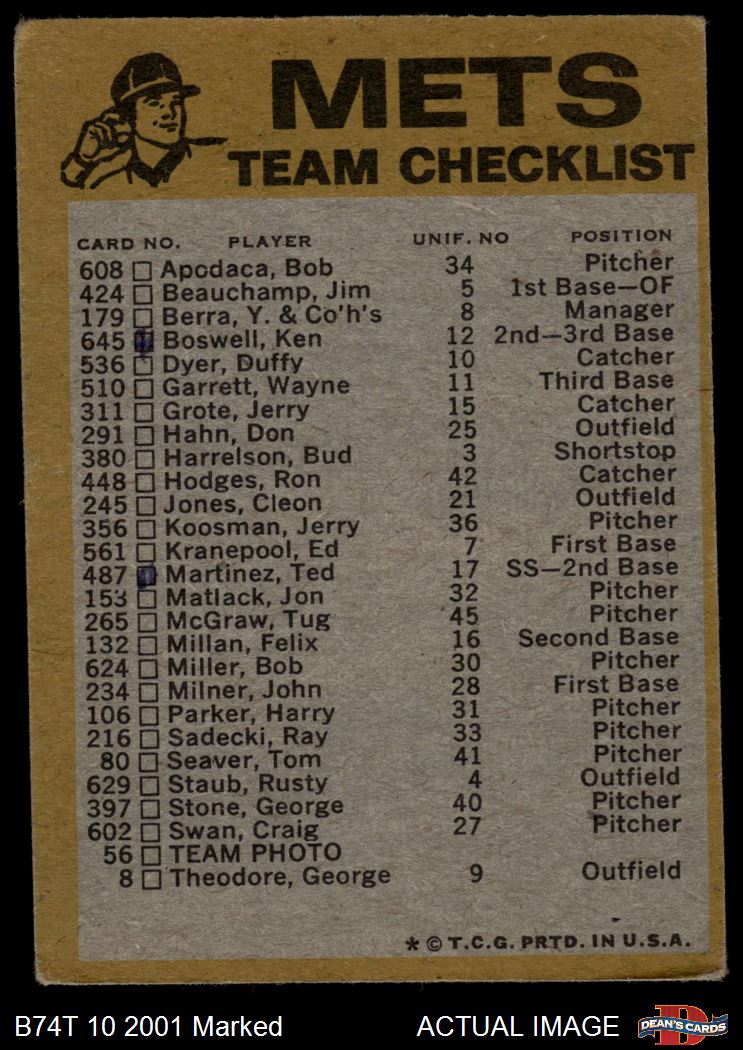 METS
TEAM CHECKLIST
CARD NO. PLAYER UNIF. NO POSITION
608 Apodaca, Bob 34 Pitcher
424 Beauchamp, Jim 5 1st Base—OF
179 Berra, Y. & Co'h's 8 Manager
645 Boswell, Ken 12 2nd—3rd Base
536 Dyer, Duffy 10 Catcher
510 Garrett, Wayne 11 Third Base
311 Grote, Jerry 15 Catcher
291 Hahn, Don 25 Outfield
380 Harrelson, Bud 3 Shortstop
448 Hodges, Ron 42 Catcher
245 Jones, Cleon 21 Outfield
356 Koosman, Jerry 36 Pitcher
561 Kranepool, Ed 7 First Base
487 Martinez, Ted 17 SS—2nd Base
153 Matlack, Jon 32 Pitcher
265 McGraw, Tug 45 Pitcher
132 Millan, Felix 16 Second Base
624 Miller, Bob 30 Pitcher
234 Milner, John 28 First Base
106 Parker, Harry 31 Pitcher
216 Sadecki, Ray 33 Pitcher
80 Seaver, Tom 41 Pitcher
629 Staub, Rusty 4 Outfield
397 Stone, George 40 Pitcher
602 Swan, Craig 27 Pitcher
56 TEAM PHOTO
8 Theodore, George 9 Outfield
* © T.C.G. PRTD. IN U.S.A.
B74T 10 2001 Marked ACTUAL IMAGE
D
DEAN'S CARDS